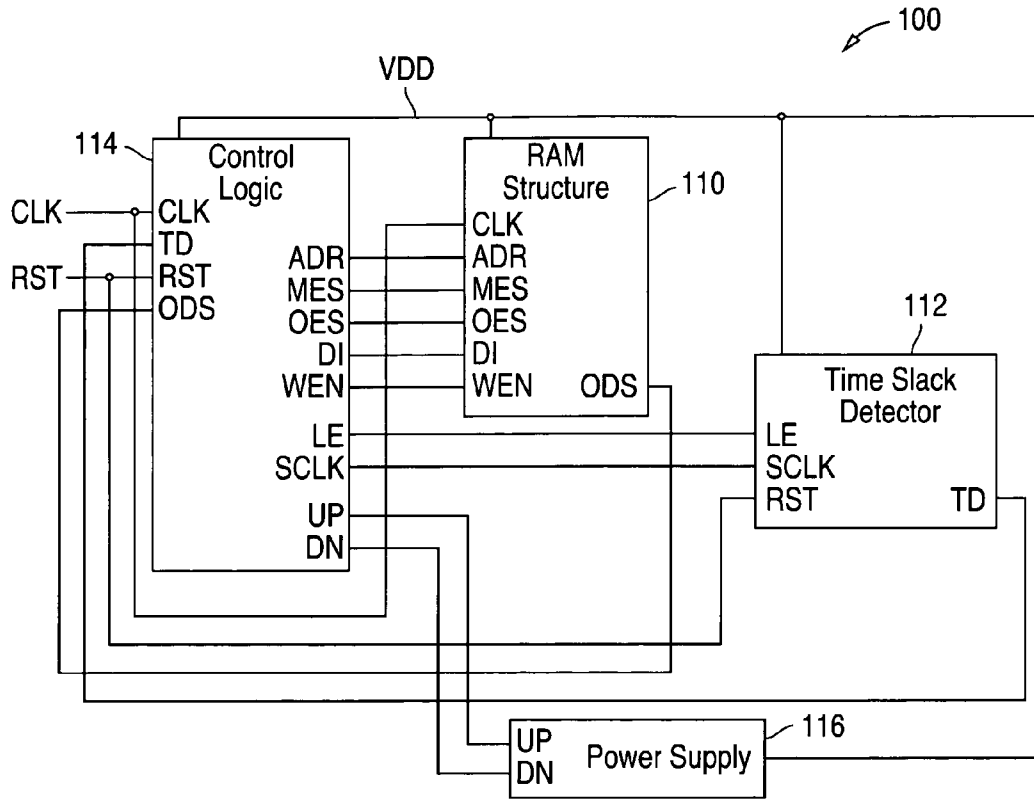 100
VDD
114
Control
Logic
CLK
CLK
TD
RST
RST
ODS
ADR
MES
OES
DI
WEN
LE
SCLK
UP
DN
RAM
Structure
110
CLK
ADR
MES
OES
DI
WEN
ODS
112
Time Slack
Detector
LE
SCLK
RST
TD
116
UP
DN
Power Supply